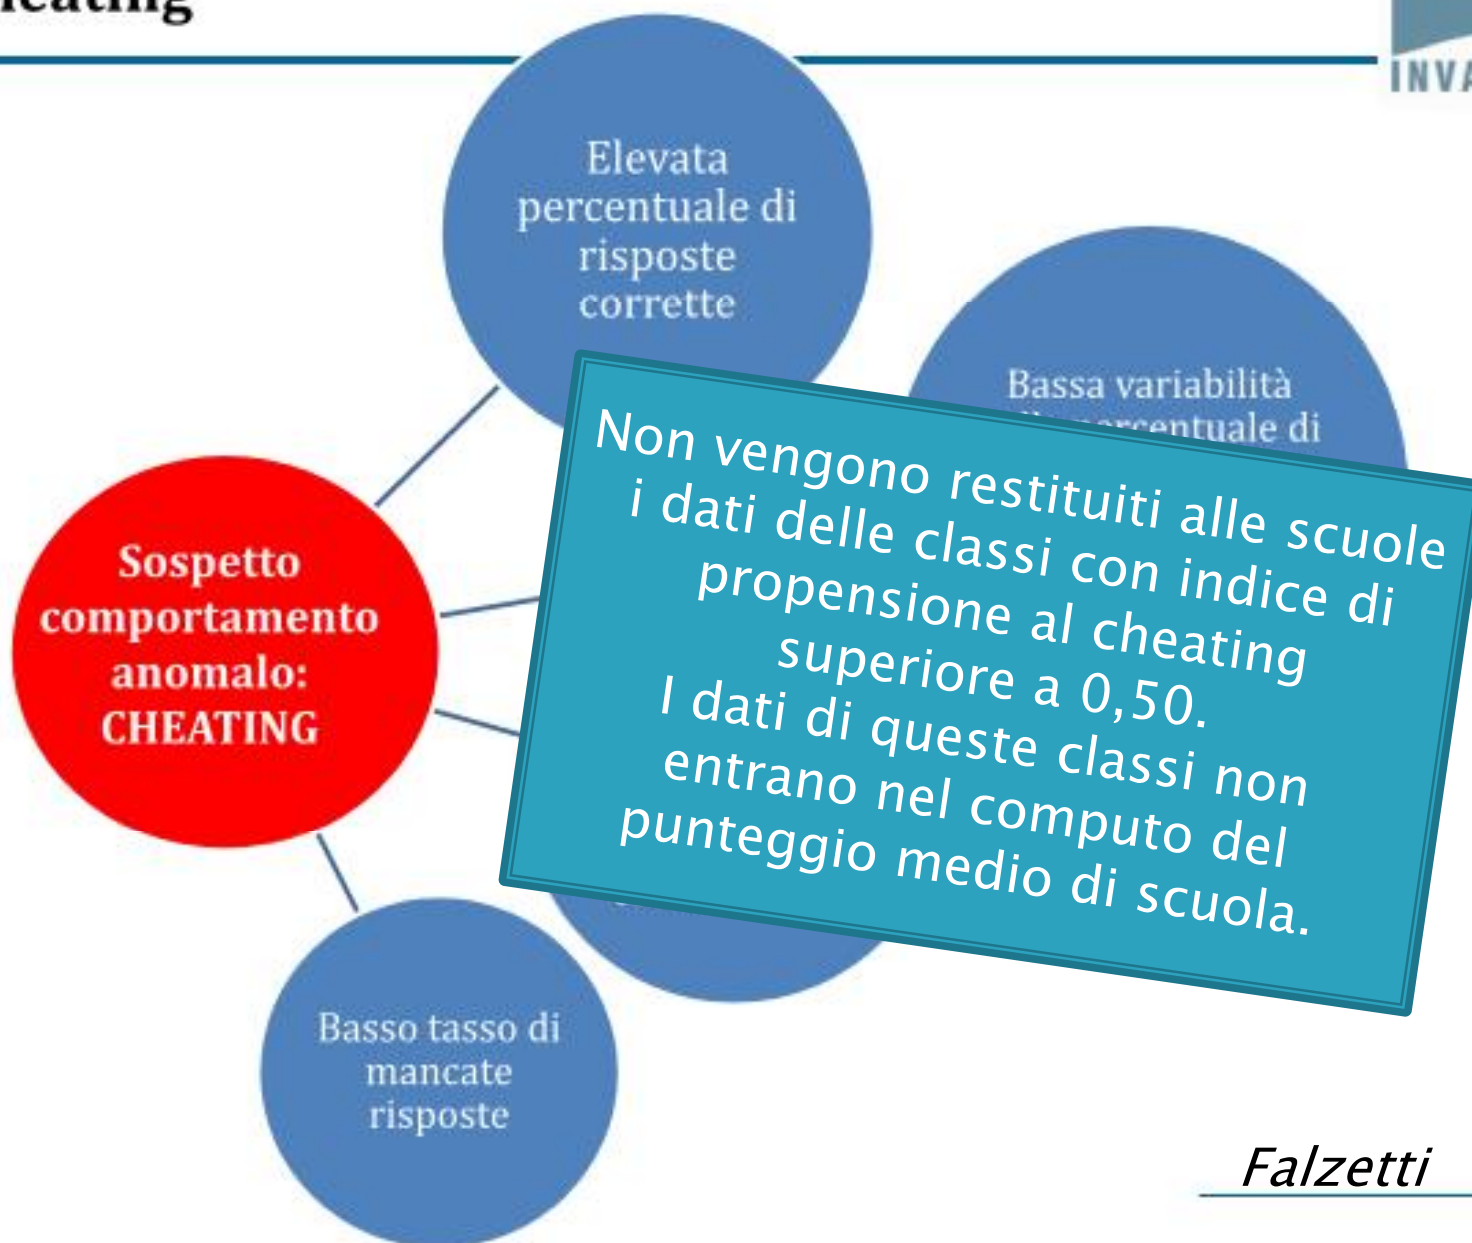 Elevata
percentuale di
risposte
corrette
Bassa variabilità
percentuale di
Sospetto
comportamento
anomalo:
CHEATING
Non vengono restituiti alle scuole
i dati delle classi con indice di
propensione al cheating
superiore a 0,50.
I dati di queste classi non
entrano nel computo del
punteggio medio di scuola.
Basso tasso di
mancate
risposte
Falzetti